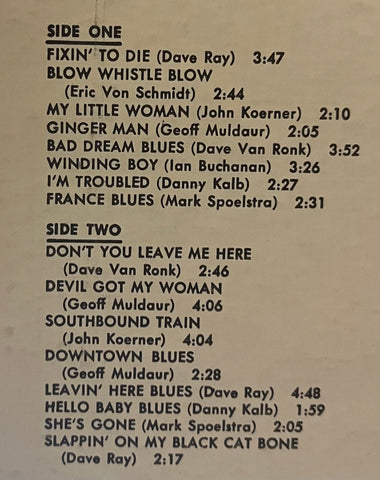 SIDE ONE
FIXIN' TO DIE (Dave Ray) 3:47
BLOW WHISTLE BLOW
(Eric Von Schmidt) 2:44
MY LITTLE WOMAN (John Koerner) 2:10
GINGER MAN (Geoff Muldaur) 2:05
BAD DREAM BLUES (Dave Van Ronk) 3:52
WINDING BOY (Ian Buchanan) 3:26
I'M TROUBLED (Danny Kalb) 2:27
FRANCE BLUES (Mark Spoelstra) 2:31
SIDE TWO
DON'T YOU LEAVE ME HERE
(Dave Van Ronk) 2:46
DEVIL GOT MY WOMAN
(Geoff Muldaur) 4:06
SOUTHBOUND TRAIN
(John Koerner) 4:04
DOWNTOWN BLUES
(Geoff Muldaur) 2:28
LEAVIN' HERE BLUES (Dave Ray) 4:48
HELLO BABY BLUES (Danny Kalb) 1:59
SHE'S GONE (Mark Spoelstra) 2:05
SLAPPIN' ON MY BLACK CAT BONE
(Dave Ray) 2:17